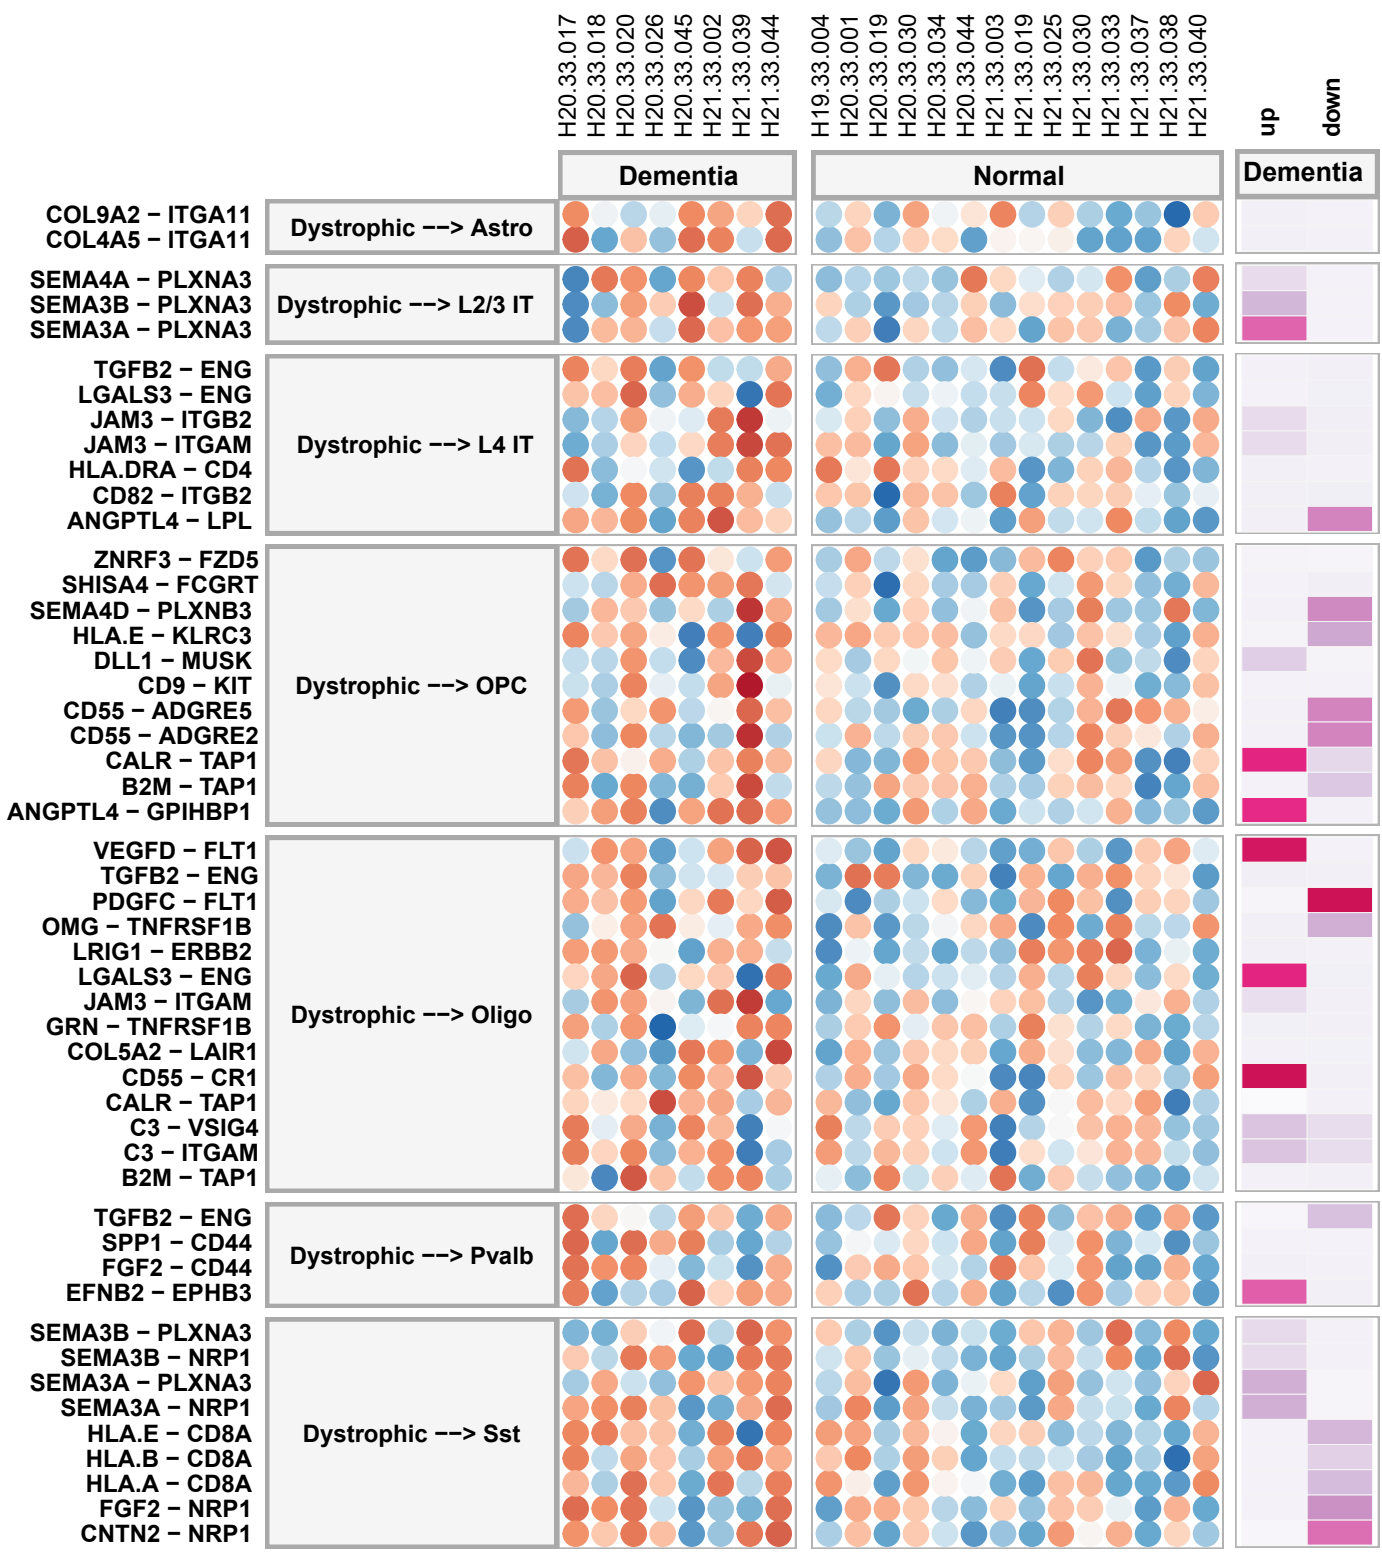 H20.33.017
H20.33.018
H20.33.020
H20.33.026
H20.33.045
H21.33.002
H21.33.039
H21.33.044
H19.33.004
H20.33.001
H20.33.019
H20.33.030
H20.33.034
H20.33.044
H21.33.003
H21.33.019
H21.33.025
H21.33.030
H21.33.033
H21.33.037
H21.33.038
H21.33.040
up
down
Dementia
Normal
Dementia
COL9A2 − ITGA11
COL4A5 − ITGA11
Dystrophic −−> Astro
SEMA4A − PLXNA3
SEMA3B − PLXNA3
SEMA3A − PLXNA3
Dystrophic −−> L2/3 IT
TGFB2 − ENG
LGALS3 − ENG
JAM3 − ITGB2
JAM3 − ITGAM
HLA.DRA − CD4
CD82 − ITGB2
ANGPTL4 − LPL
Dystrophic −−> L4 IT
ZNRF3 − FZD5
SHISA4 − FCGRT
SEMA4D − PLXNB3
HLA.E − KLRC3
DLL1 − MUSK
CD9 − KIT
CD55 − ADGRE5
CD55 − ADGRE2
CALR − TAP1
B2M − TAP1
ANGPTL4 − GPIHBP1
Dystrophic −−> OPC
VEGFD − FLT1
TGFB2 − ENG
PDGFC − FLT1
OMG − TNFRSF1B
LRIG1 − ERBB2
LGALS3 − ENG
JAM3 − ITGAM
GRN − TNFRSF1B
COL5A2 − LAIR1
CD55 − CR1
CALR − TAP1
C3 − VSIG4
C3 − ITGAM
B2M − TAP1
Dystrophic −−> Oligo
TGFB2 − ENG
SPP1 − CD44
FGF2 − CD44
EFNB2 − EPHB3
Dystrophic −−> Pvalb
SEMA3B − PLXNA3
SEMA3B − NRP1
SEMA3A − PLXNA3
SEMA3A − NRP1
HLA.E − CD8A
HLA.B − CD8A
HLA.A − CD8A
FGF2 − NRP1
CNTN2 − NRP1
Dystrophic −−> Sst